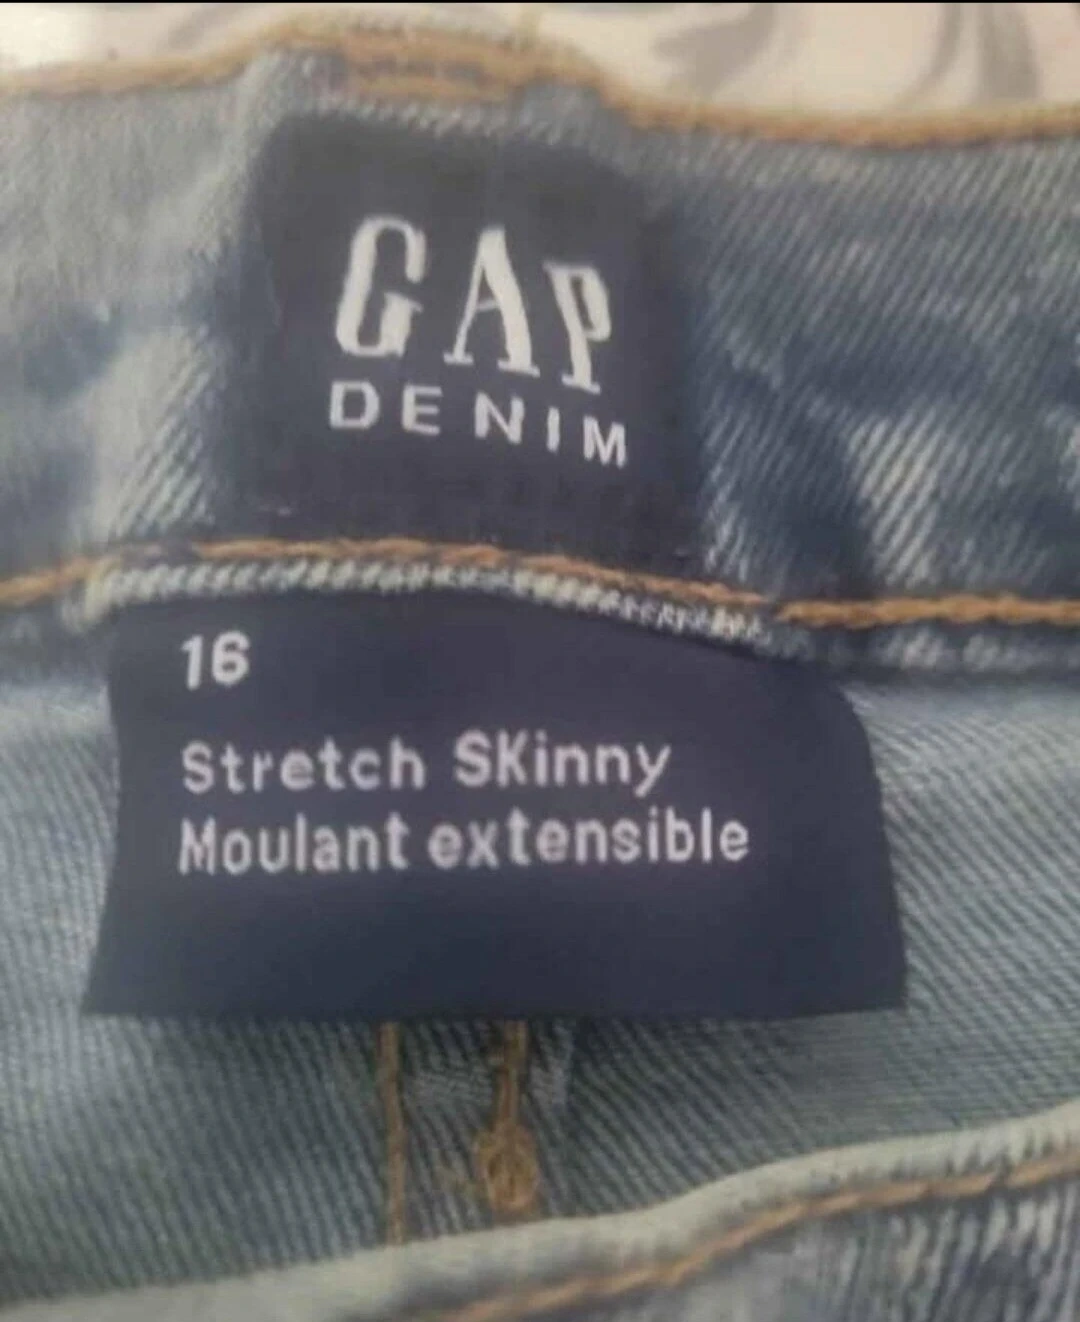 GAP
DENIM
16
Stretch SKinny
Moulant extensible